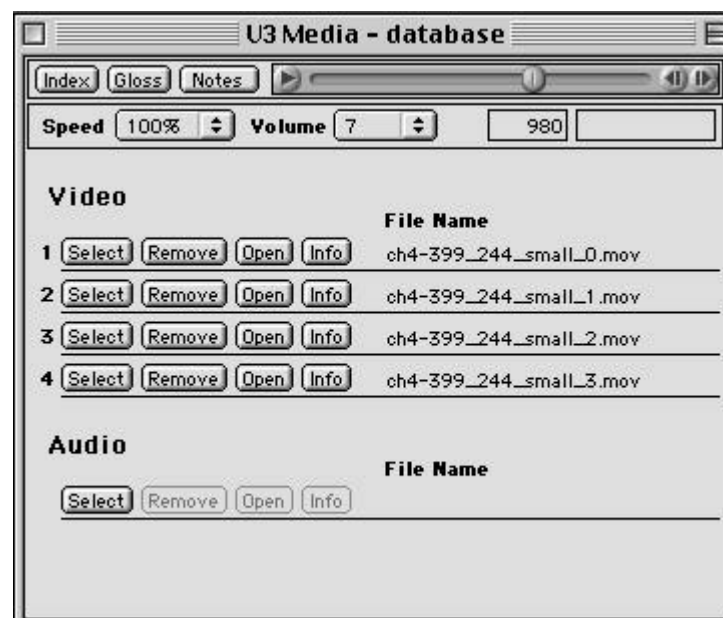 U3 Media - database
Index Gloss Notes
Speed 100% Volume 7 980
Video
File Name
1 Select Remove Open Info ch4-399_244_small_0.mov
2 Select Remove Open Info ch4-399_244_small_1.mov
3 Select Remove Open Info ch4-399_244_small_2.mov
4 Select Remove Open Info ch4-399_244_small_3.mov
Audio
File Name
Select Remove Open Info